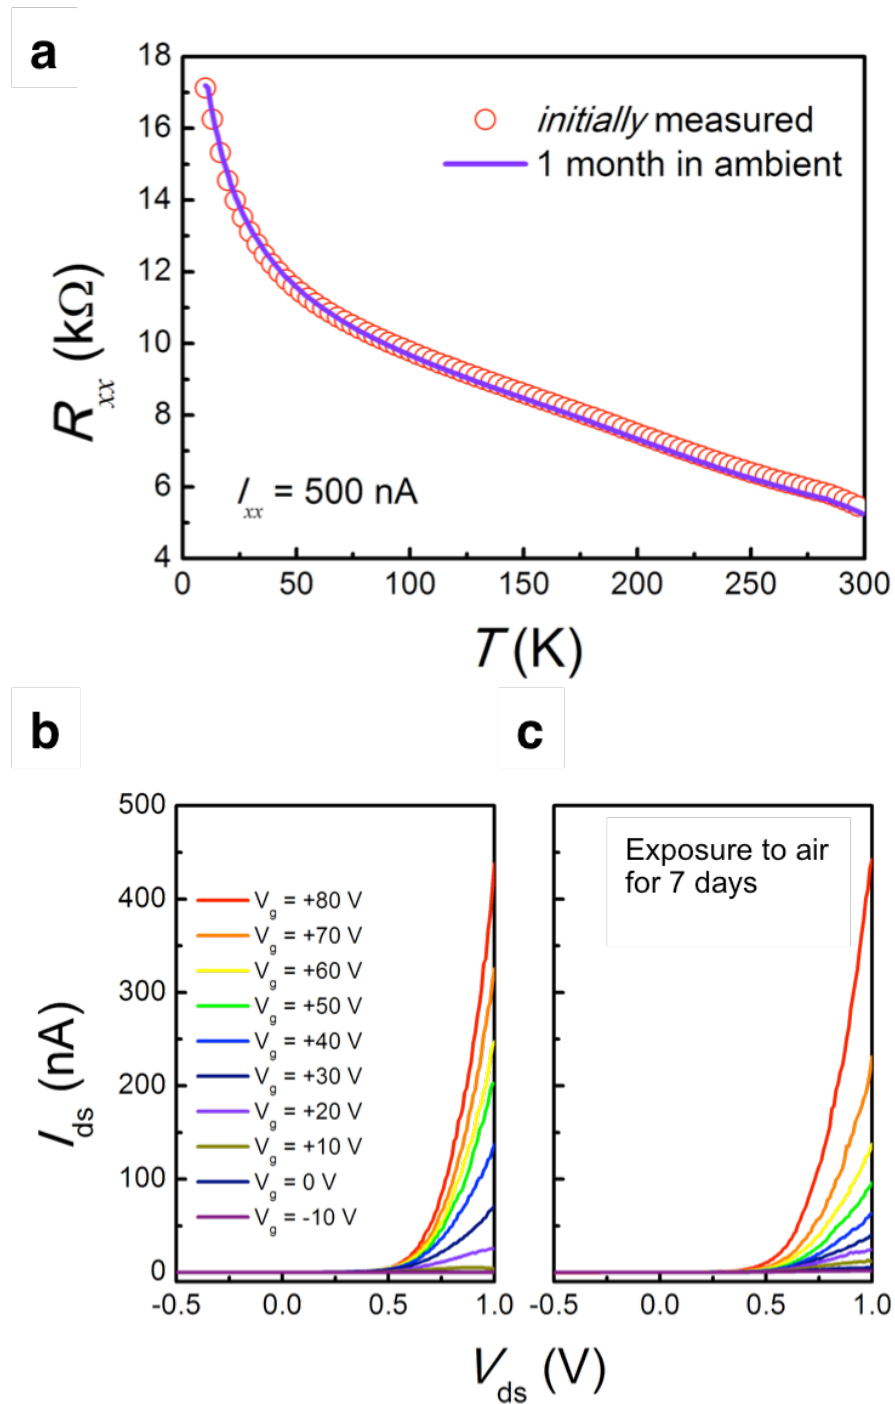 a
18
16
14
12
10
8
6
4
R_xx (kΩ)
initially measured
1 month in ambient
I_xx = 500 nA
0 50 100 150 200 250 300
T (K)
b
c
500
400
300
200
100
0
I_ds (nA)
V_g = +80 V
V_g = +70 V
V_g = +60 V
V_g = +50 V
V_g = +40 V
V_g = +30 V
V_g = +20 V
V_g = +10 V
V_g = 0 V
V_g = -10 V
Exposure to air
for 7 days
-0.5 0.0 0.5 1.0
-0.5 0.0 0.5 1.0
V_ds (V)